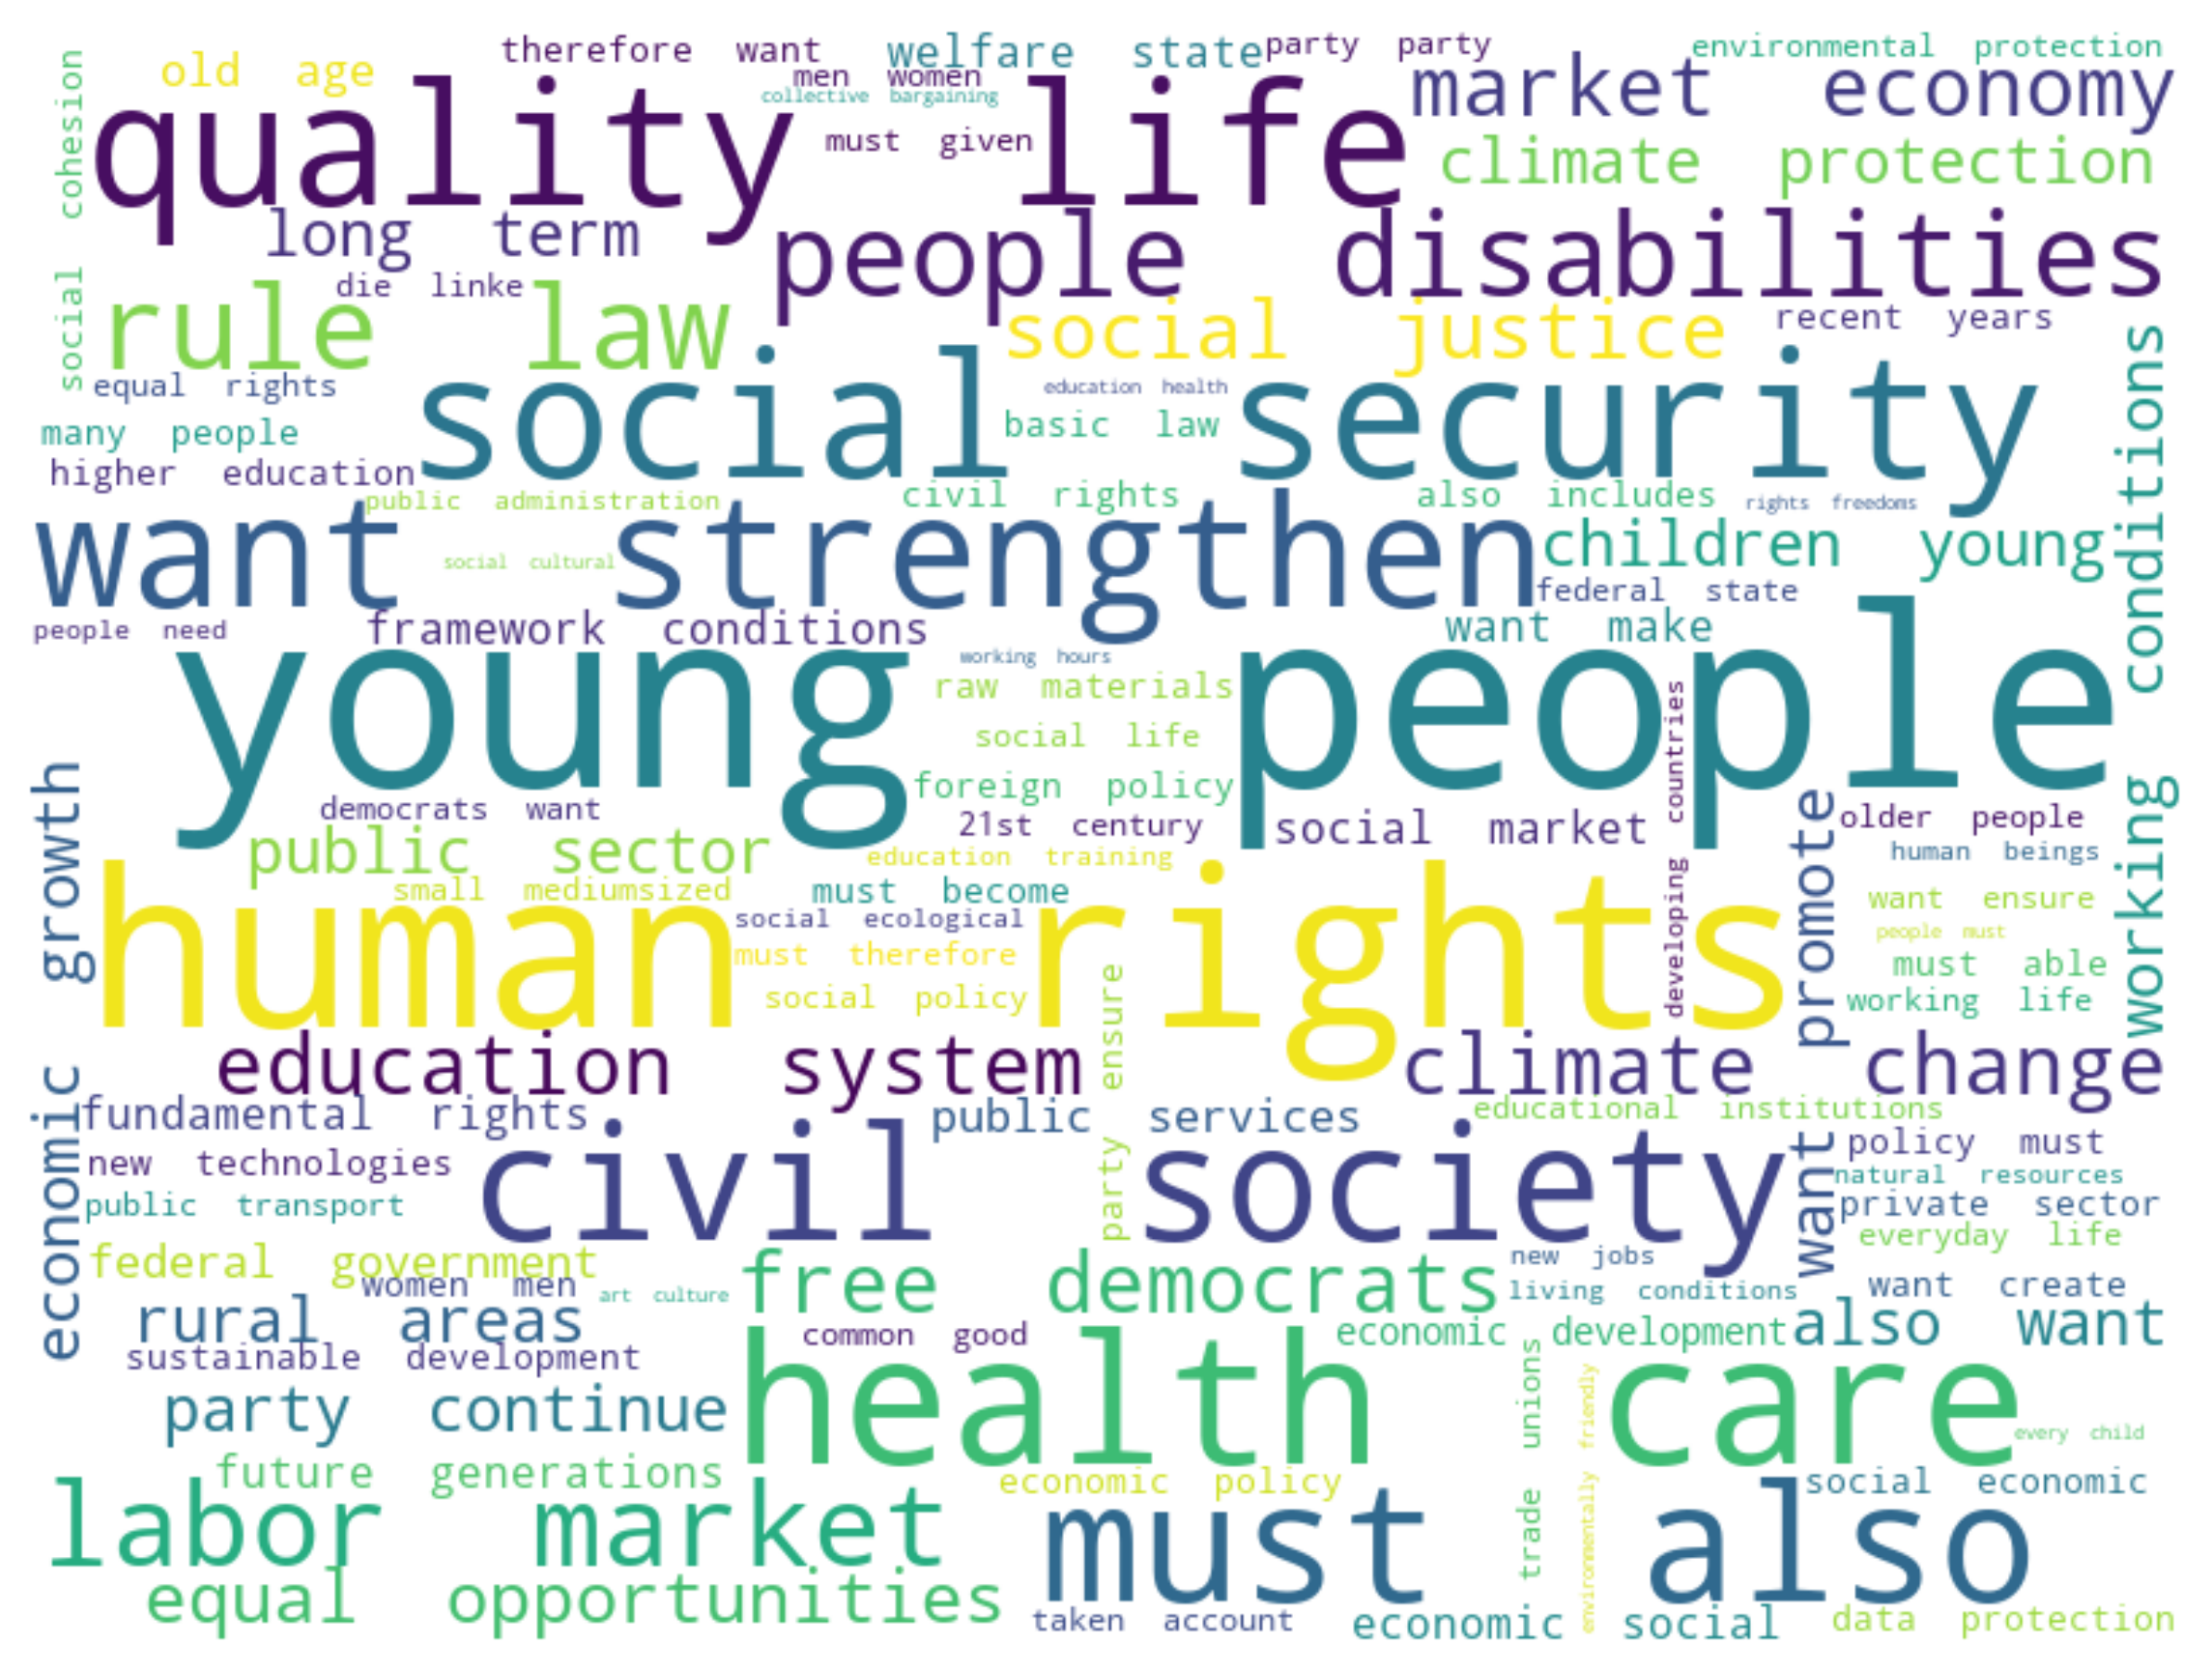 therefore want
welfare state
party party
environmental protection
old age
men women
collective bargaining
market economy
quality life
must given
climate protection
social cohesion
long term
people disabilities
die linke
rule law
social justice
recent years
equal rights
education health
social security
many people
basic law
higher education
working conditions
public administration
civil rights
also includes
rights freedoms
want strengthen
social cultural
children young
federal state
people need
framework conditions
want make
young people
working hours
raw materials
social life
foreign policy
developing countries
democrats want
21st century
social market
older people
public sector
education training
human beings
small mediumsized
must become
want ensure
human rights
social ecological
people must
must therefore
must able
social policy
working life
economic growth
want promote
party ensure
education system
climate change
fundamental rights
public services
educational institutions
new technologies
civil society
policy must
natural resources
public transport
private sector
everyday life
federal government
women men
art culture
free democrats
new jobs
living conditions
want create
rural areas
common good
economic development
also want
sustainable development
health care
party continue
trade unions
environmentally friendly
every child
future generations
economic policy
social economic
labor market
must also
equal opportunities
taken account
economic social
data protection